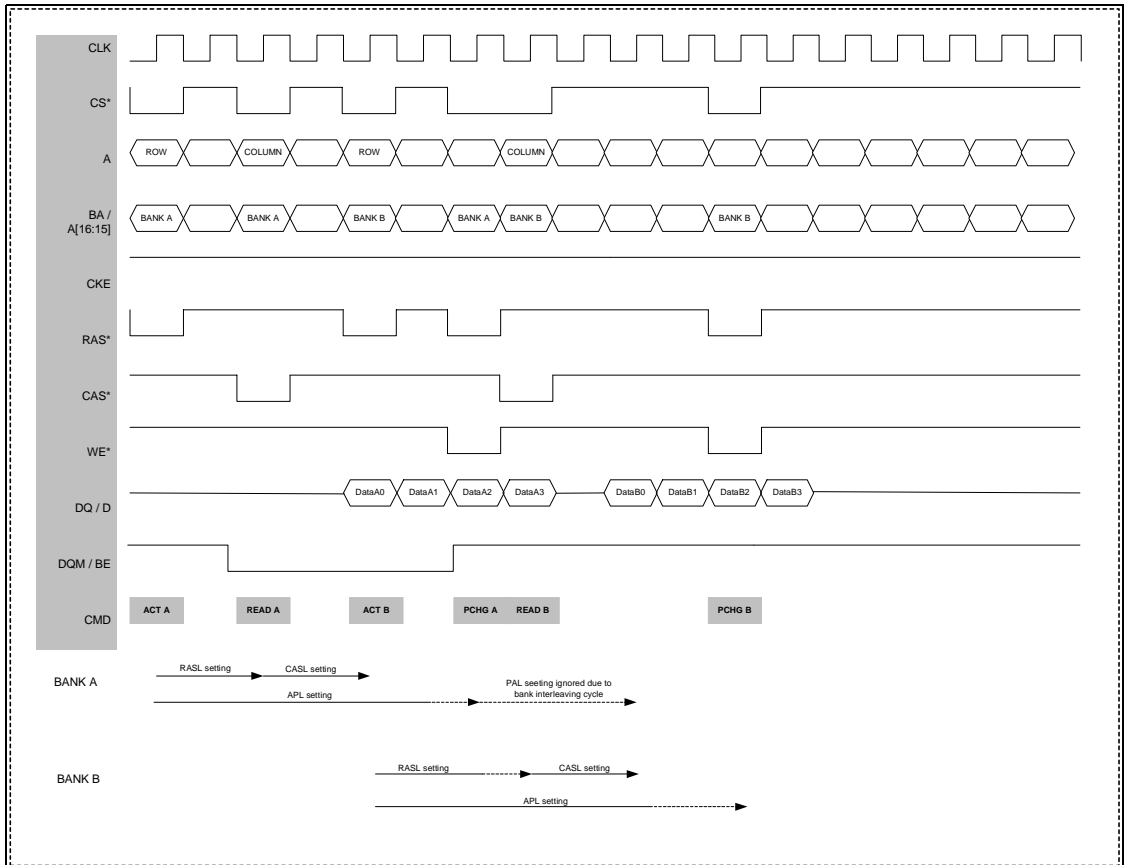 CLK
CS*
A
ROW
COLUMN
ROW
COLUMN
BA /
A[16:15]
BANK A
BANK A
BANK B
BANK A
BANK B
BANK B
CKE
RAS*
CAS*
WE*
DQ / D
DataA0
DataA1
DataA2
DataA3
DataB0
DataB1
DataB2
DataB3
DQM / BE
CMD
ACT A
READ A
ACT B
PCHG A
READ B
PCHG B
BANK A
RASL setting
CASL setting
APL setting
PAL seeting ignored due to
bank interleaving cycle
BANK B
RASL setting
CASL setting
APL setting